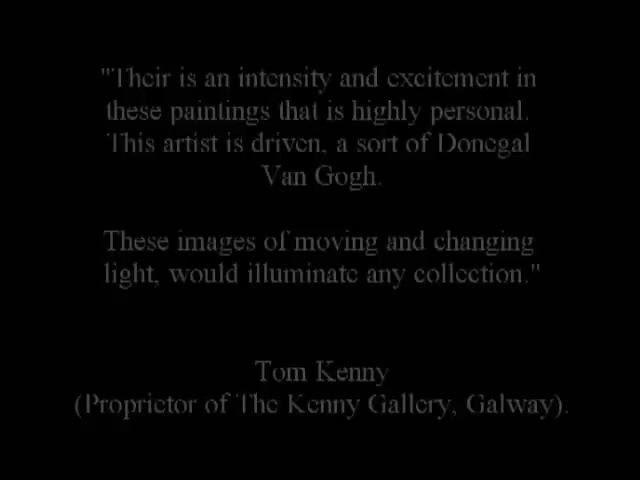 "Their is an intensity and excitement in
these paintings that is highly personal.
This artist is driven, a sort of Donegal
Van Gogh.
These images of moving and changing
light, would illuminate any collection."
Tom Kenny
(Proprietor of The Kenny Gallery, Galway).